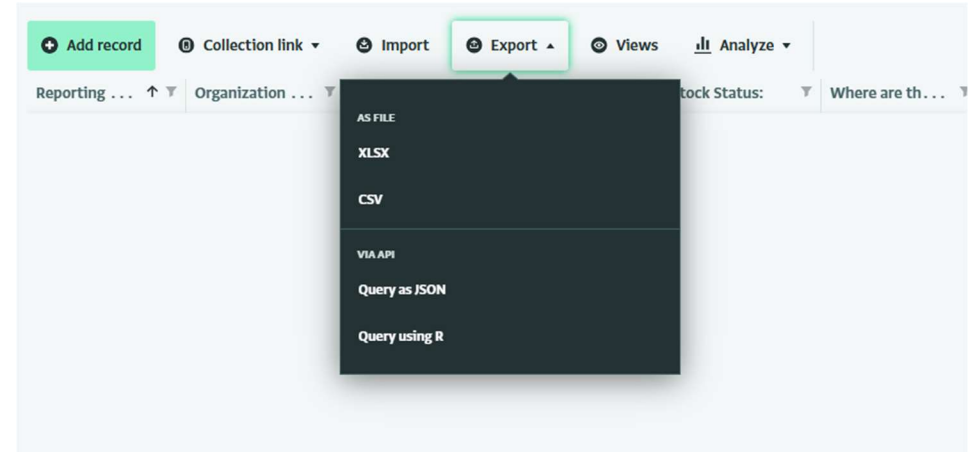 Add record Collection link Import Export Views Analyze
Reporting ... Organization ... tock Status: Where are th...
AS FILE
XLSX
CSV
VIA API
Query as JSON
Query using R